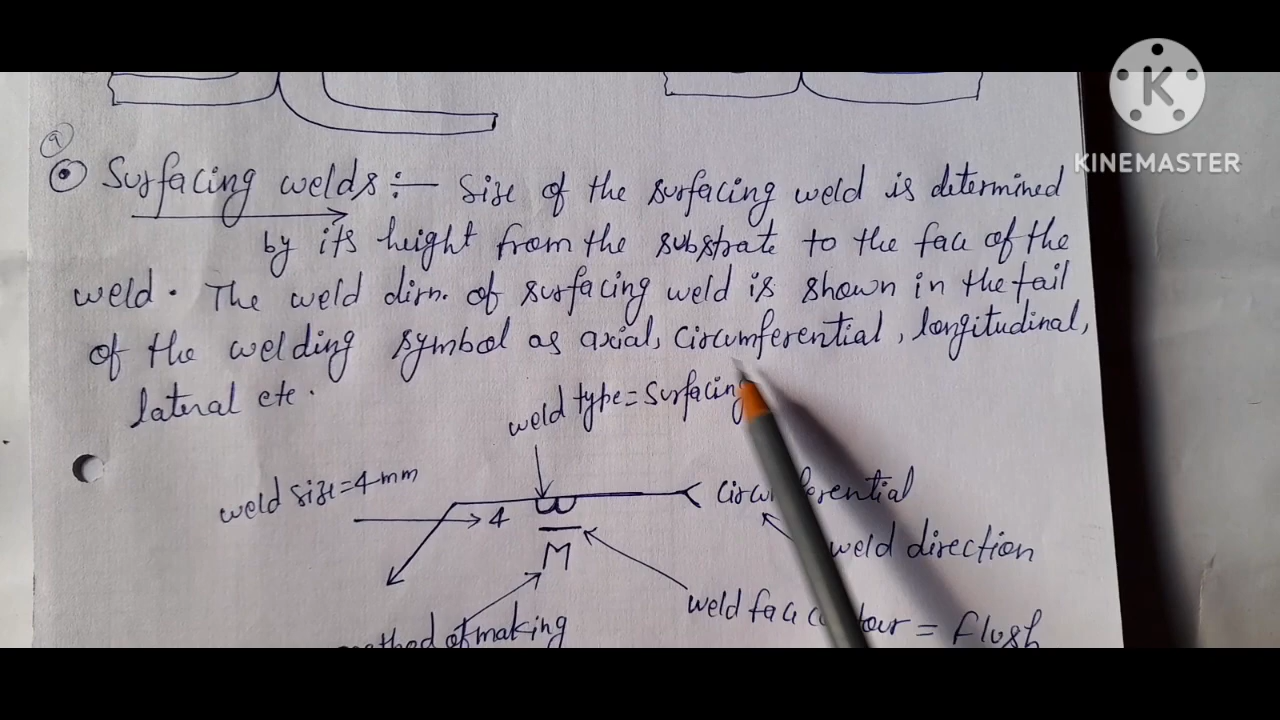 K
KINEMASTER
9
Surfacing welds :— Size of the surfacing weld is determined
by its height from the substrate to the face of the
weld. The weld dirn. of surfacing weld is shown in the tail
of the welding symbol as axial, circumferential, longitudinal,
lateral etc.
weld type = Surfacing
weld size = 4 mm
4
M
circumferential
weld direction
weld face contour = flush
method of making